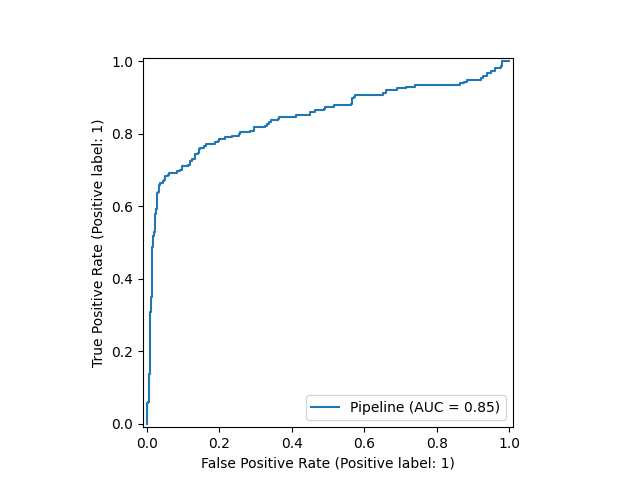 1.0
0.8
0.6
0.4
0.2
0.0
True Positive Rate (Positive label: 1)
Pipeline (AUC = 0.85)
0.0 0.2 0.4 0.6 0.8 1.0
False Positive Rate (Positive label: 1)